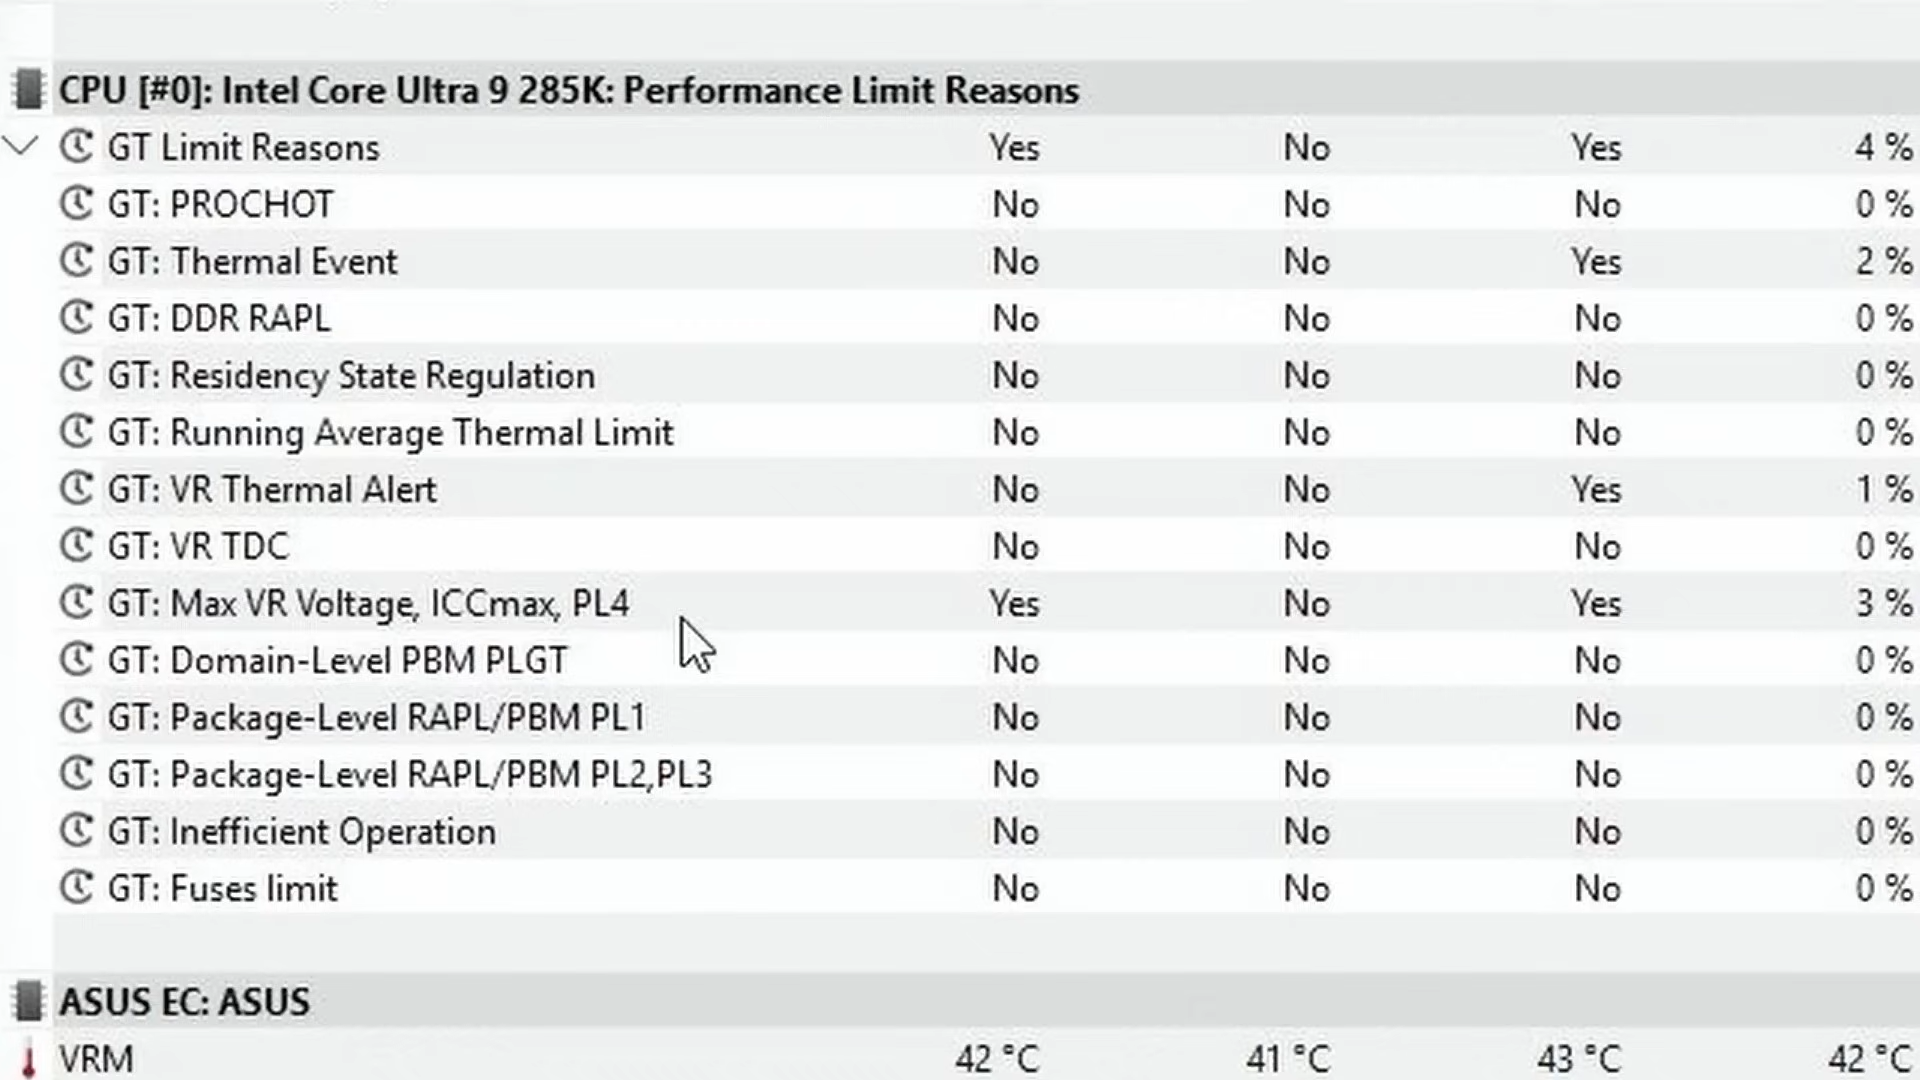 CPU [#0]: Intel Core Ultra 9 285K: Performance Limit Reasons
GT Limit Reasons Yes No Yes 4 %
GT: PROCHOT No No No 0 %
GT: Thermal Event No No Yes 2 %
GT: DDR RAPL No No No 0 %
GT: Residency State Regulation No No No 0 %
GT: Running Average Thermal Limit No No No 0 %
GT: VR Thermal Alert No No Yes 1 %
GT: VR TDC No No No 0 %
GT: Max VR Voltage, ICCmax, PL4 Yes No Yes 3 %
GT: Domain-Level PBM PLGT No No No 0 %
GT: Package-Level RAPL/PBM PL1 No No No 0 %
GT: Package-Level RAPL/PBM PL2,PL3 No No No 0 %
GT: Inefficient Operation No No No 0 %
GT: Fuses limit No No No 0 %
ASUS EC: ASUS
VRM 42 °C 41 °C 43 °C 42 °C